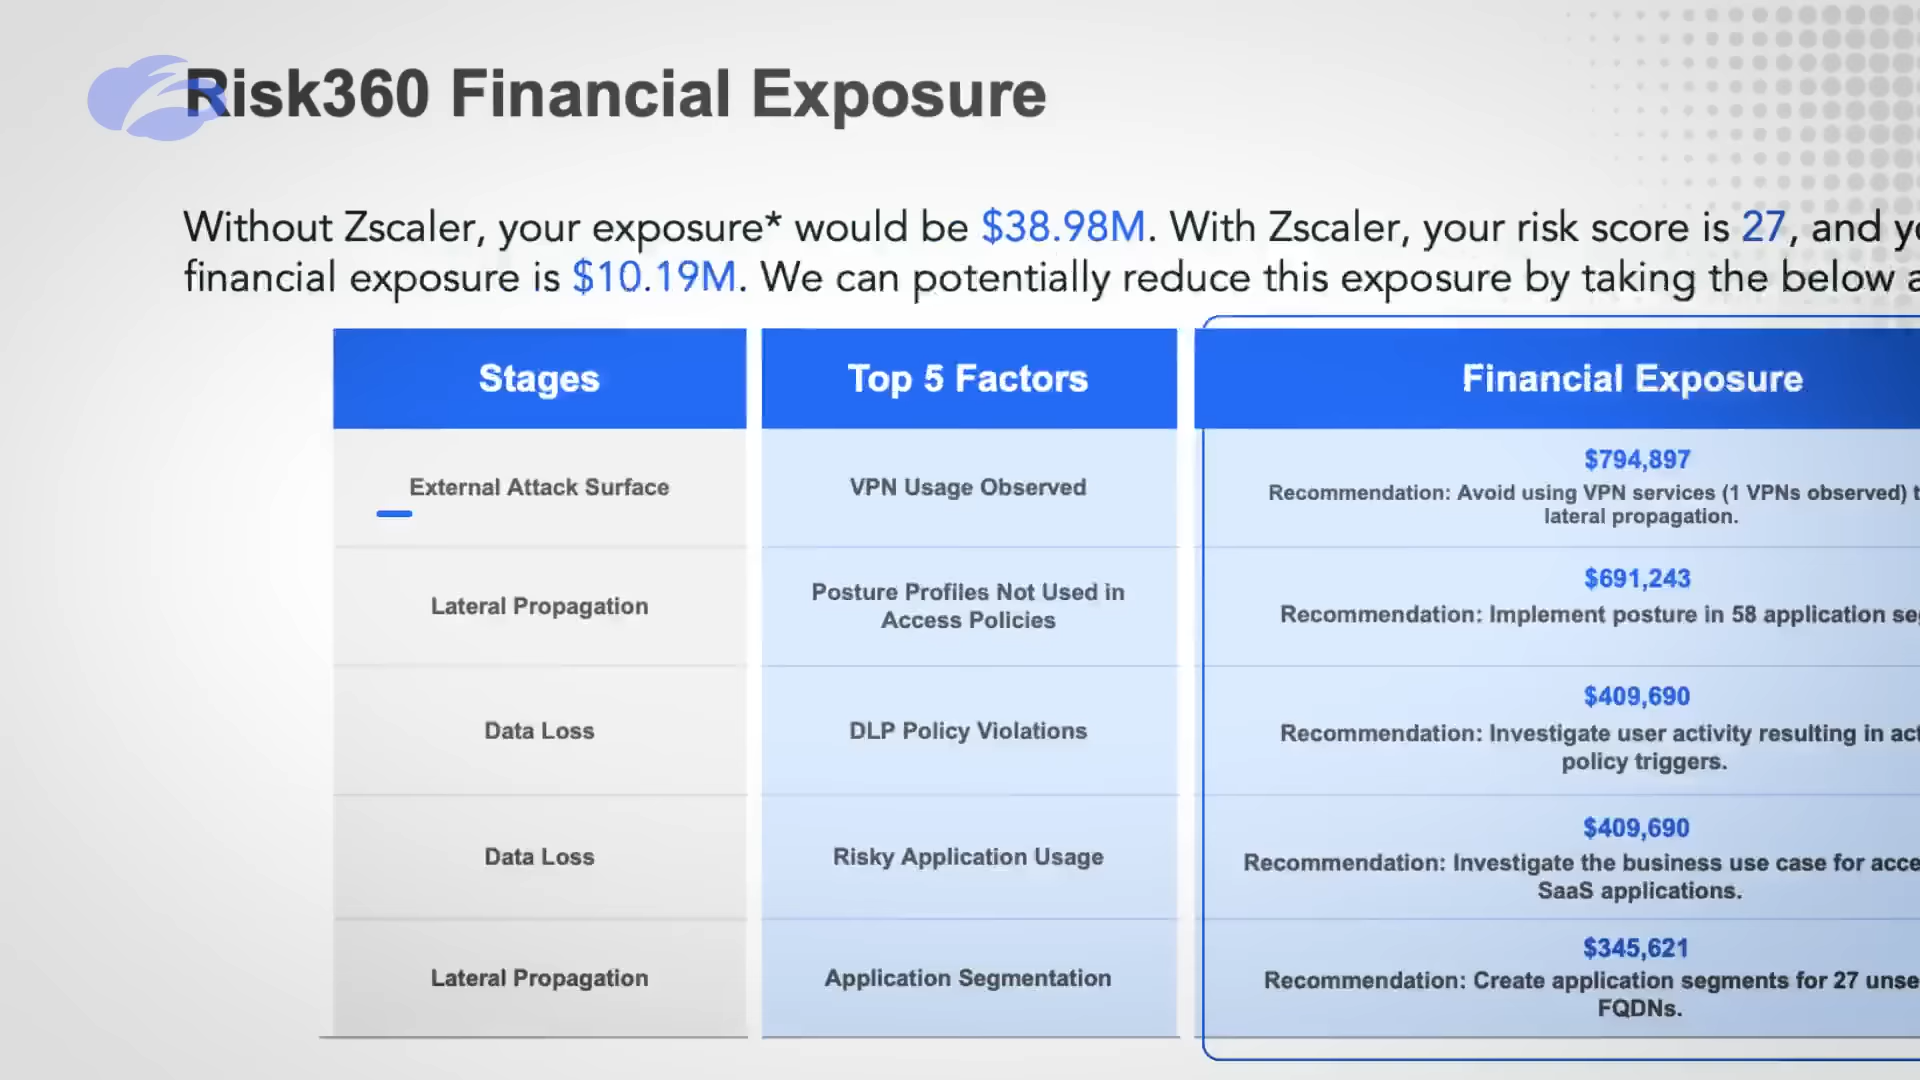 Risk360 Financial Exposure
Without Zscaler, your exposure* would be $38.98M. With Zscaler, your risk score is 27, and
financial exposure is $10.19M. We can potentially reduce this exposure by taking the below
Stages
Top 5 Factors
Financial Exposure
External Attack Surface
VPN Usage Observed
$794,897
Recommendation: Avoid using VPN services (1 VPNs observed)
lateral propagation.
Lateral Propagation
Posture Profiles Not Used in
Access Policies
$691,243
Recommendation: Implement posture in 58 application
Data Loss
DLP Policy Violations
$409,690
Recommendation: Investigate user activity resulting in
policy triggers.
Data Loss
Risky Application Usage
$409,690
Recommendation: Investigate the business use case for
SaaS applications.
Lateral Propagation
Application Segmentation
$345,621
Recommendation: Create application segments for 27
FQDNs.